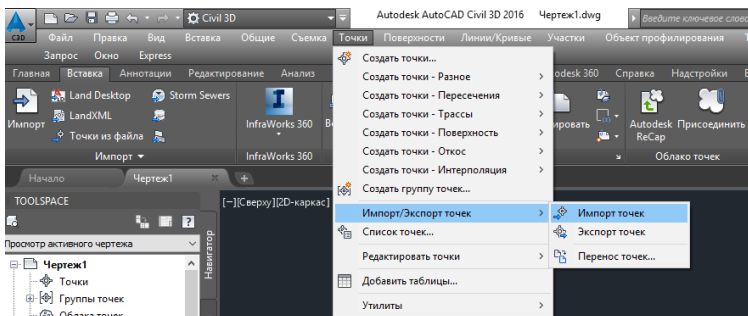 Civil 3D
Autodesk AutoCAD Civil 3D 2016 Чертеж1.dwg
Введите ключевое слово
C3D
Файл Правка Вид Вставка Общие Съемка Точки Поверхности Линии/Кривые Участки Объект профилирования
Запрос Окно Express
Главная Вставка Аннотации Редактирование Анализ
odesk 360 Справка Надстройки
Импорт
Land Desktop
LandXML
Точки из файла
Storm Sewers
Импорт
InfraWorks 360
InfraWorks 360
Autodesk ReCap
Присоединить
Облако точек
Создать точки...
Создать точки - Разное
Создать точки - Пересечения
Создать точки - Трассы
Создать точки - Поверхность
Создать точки - Откос
Создать точки - Интерполяция
Создать группу точек...
Импорт/Экспорт точек
Список точек...
Редактировать точки
Добавить таблицы...
Утилиты
Импорт точек
Экспорт точек
Перенос точек...
Начало Чертеж1
TOOLSPACE
[−][Сверху][2D-каркас]
Просмотр активного чертежа
Навигатор
Чертеж1
Точки
Группы точек
Облака точек